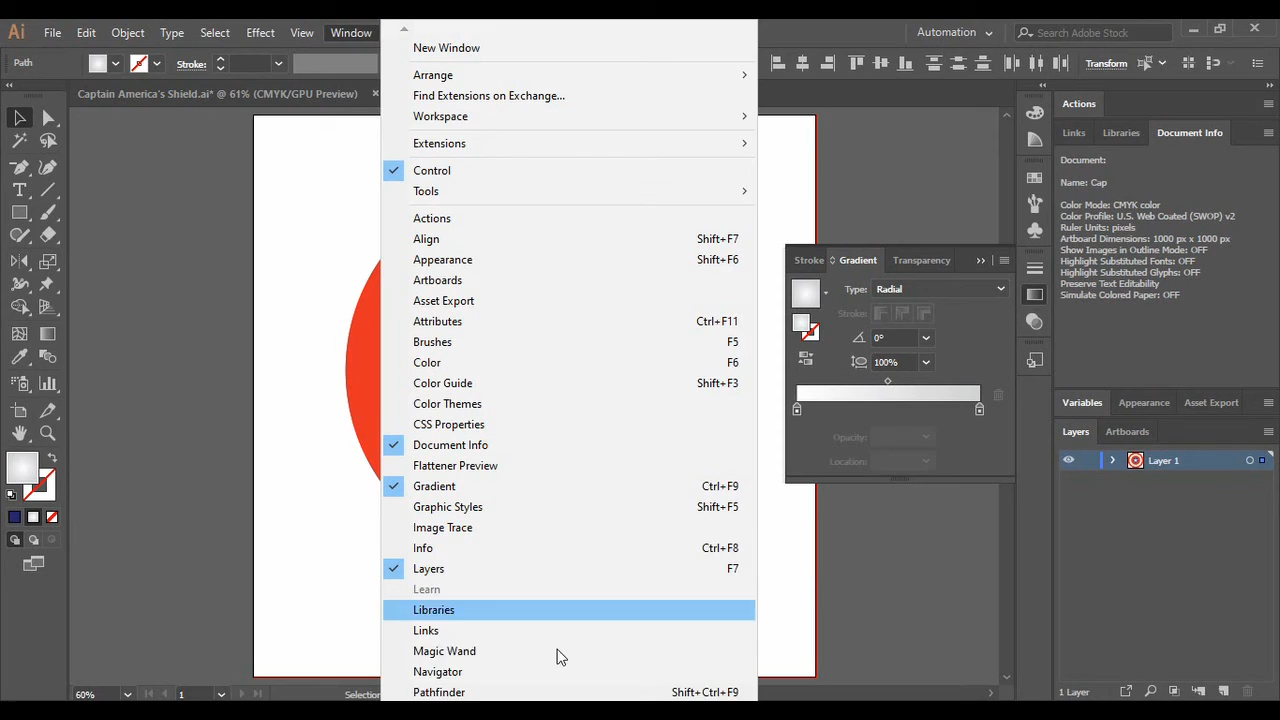 Ai File Edit Object Type Select Effect View Window Automation Search Adobe Stock
Path Stroke: Transform
Captain America's Shield.ai* @ 61% (CMYK/GPU Preview)
New Window
Arrange
Find Extensions on Exchange...
Workspace
Extensions
Control
Tools
Actions
Align Shift+F7
Appearance Shift+F6
Artboards
Asset Export
Attributes Ctrl+F11
Brushes F5
Color F6
Color Guide Shift+F3
Color Themes
CSS Properties
Document Info
Flattener Preview
Gradient Ctrl+F9
Graphic Styles Shift+F5
Image Trace
Info Ctrl+F8
Layers F7
Learn
Libraries
Links
Magic Wand
Navigator
Pathfinder Shift+Ctrl+F9
Stroke Gradient Transparency
Type: Radial
Stroke:
0°
100%
Opacity:
Location:
Actions
Links Libraries Document Info
Document:
Name: Cap
Color Mode: CMYK color
Color Profile: U.S. Web Coated (SWOP) v2
Ruler Units: pixels
Artboard Dimensions: 1000 px x 1000 px
Show Images in Outline Mode: OFF
Highlight Substituted Fonts: OFF
Highlight Substituted Glyphs: OFF
Preserve Text Editability
Simulate Colored Paper: OFF
Variables Appearance Asset Export
Layers Artboards
Layer 1
60% 1 Selection
1 Layer